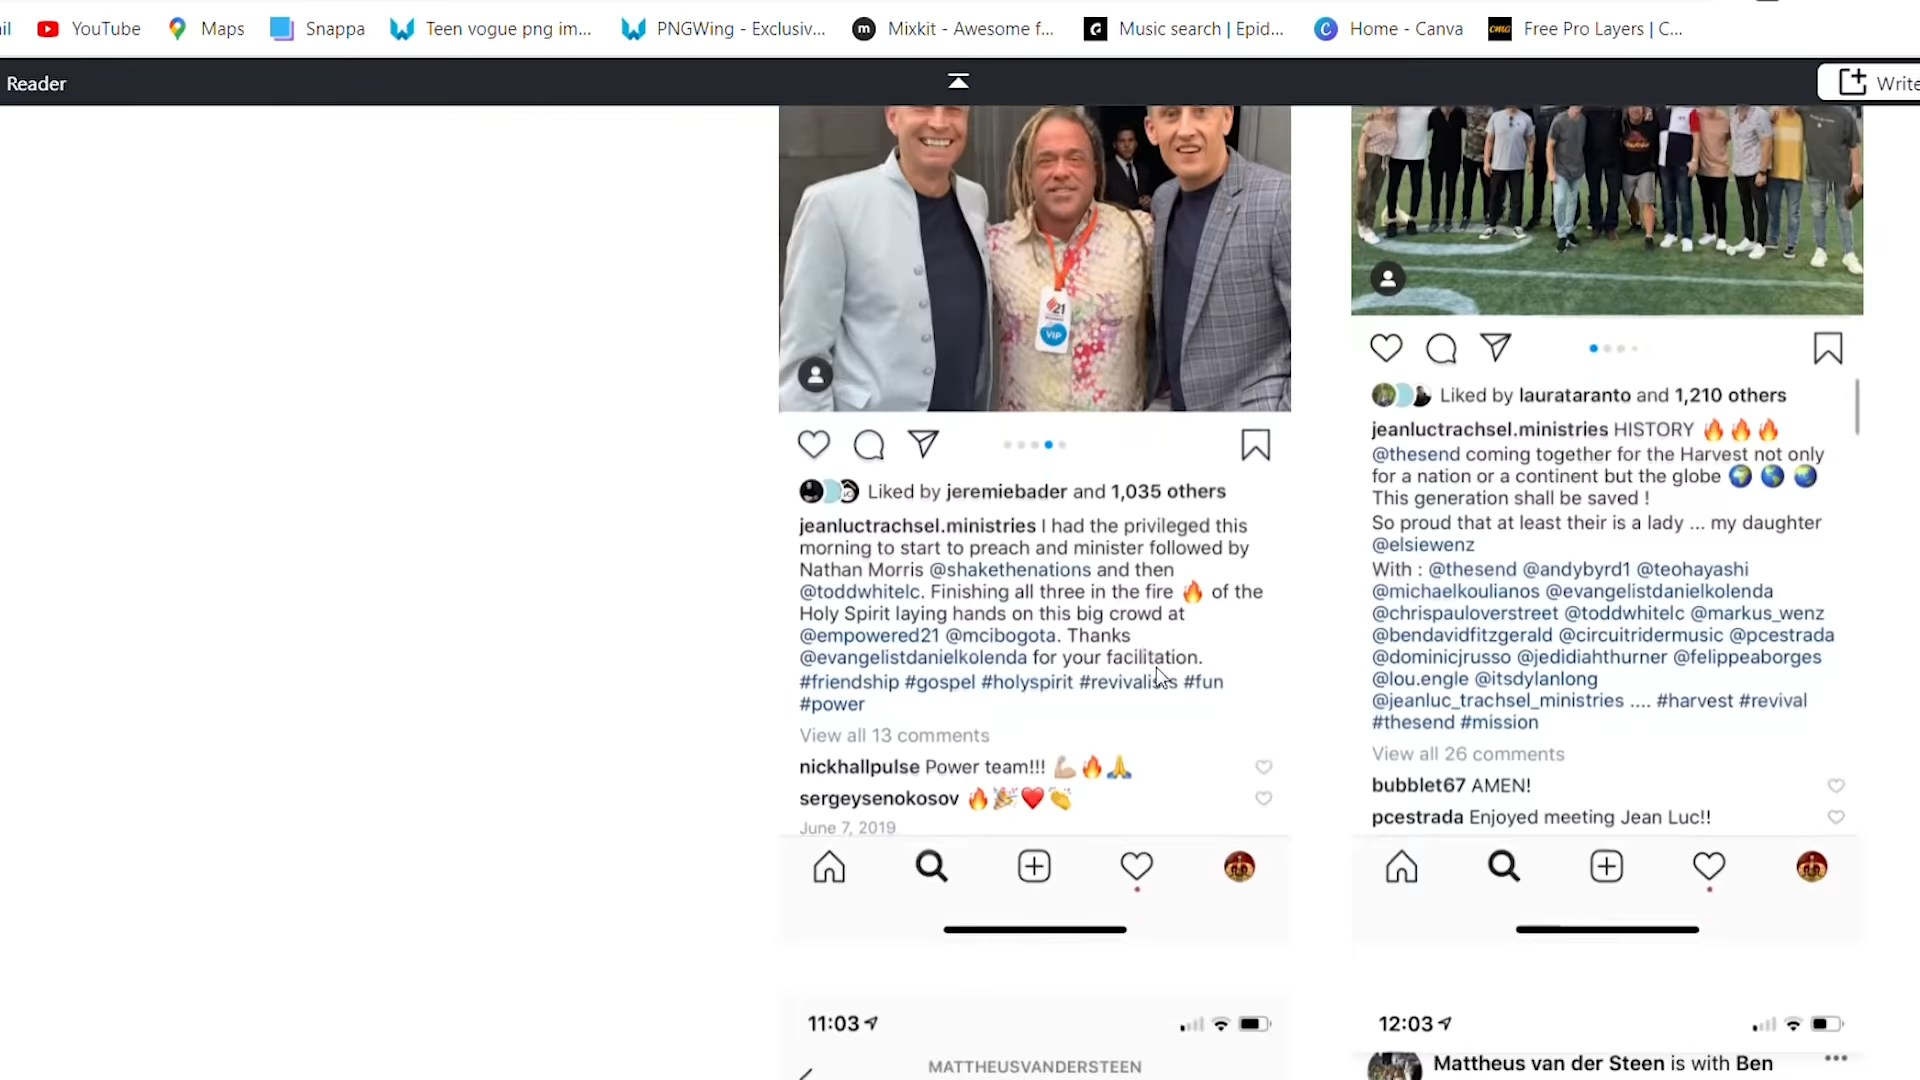 YouTube
Maps
Snappa
Teen vogue png im...
PNGWing - Exclusiv...
Mixkit - Awesome f...
Music search | Epid...
Home - Canva
Free Pro Layers | C...
Reader
Write
21
VIP
Liked by jeremiebader and 1,035 others
jeanluctrachsel.ministries I had the privileged this
morning to start to preach and minister followed by
Nathan Morris @shakethenations and then
@toddwhitelc. Finishing all three in the fire 🔥 of the
Holy Spirit laying hands on this big crowd at
@empowered21 @mcibogota. Thanks
@evangelistdanielkolenda for your facilitation.
#friendship #gospel #holyspirit #revivalists #fun
#power
View all 13 comments
nickhallpulse Power team!!! 💪🏼🔥🙏
sergeysenokosov 🔥🎉❤️👏
June 7, 2019
Liked by laurataranto and 1,210 others
jeanluctrachsel.ministries HISTORY 🔥🔥🔥
@thesend coming together for the Harvest not only
for a nation or a continent but the globe 🌍 🌎 🌏
This generation shall be saved !
So proud that at least their is a lady ... my daughter
@elsiewenz
With : @thesend @andybyrd1 @teohayashi
@michaelkoulianos @evangelistdanielkolenda
@chrispauloverstreet @toddwhitelc @markus_wenz
@bendavidfitzgerald @circuitridermusic @pcestrada
@dominicjrusso @jedidiahthurner @felippeaborges
@lou.engle @itsdylanlong
@jeanluc_trachsel_ministries .... #harvest #revival
#thesend #mission
View all 26 comments
bubblet67 AMEN!
pcestrada Enjoyed meeting Jean Luc!!
11:03
MATTHEUSVANDERSTEEN
12:03
Mattheus van der Steen is with Ben